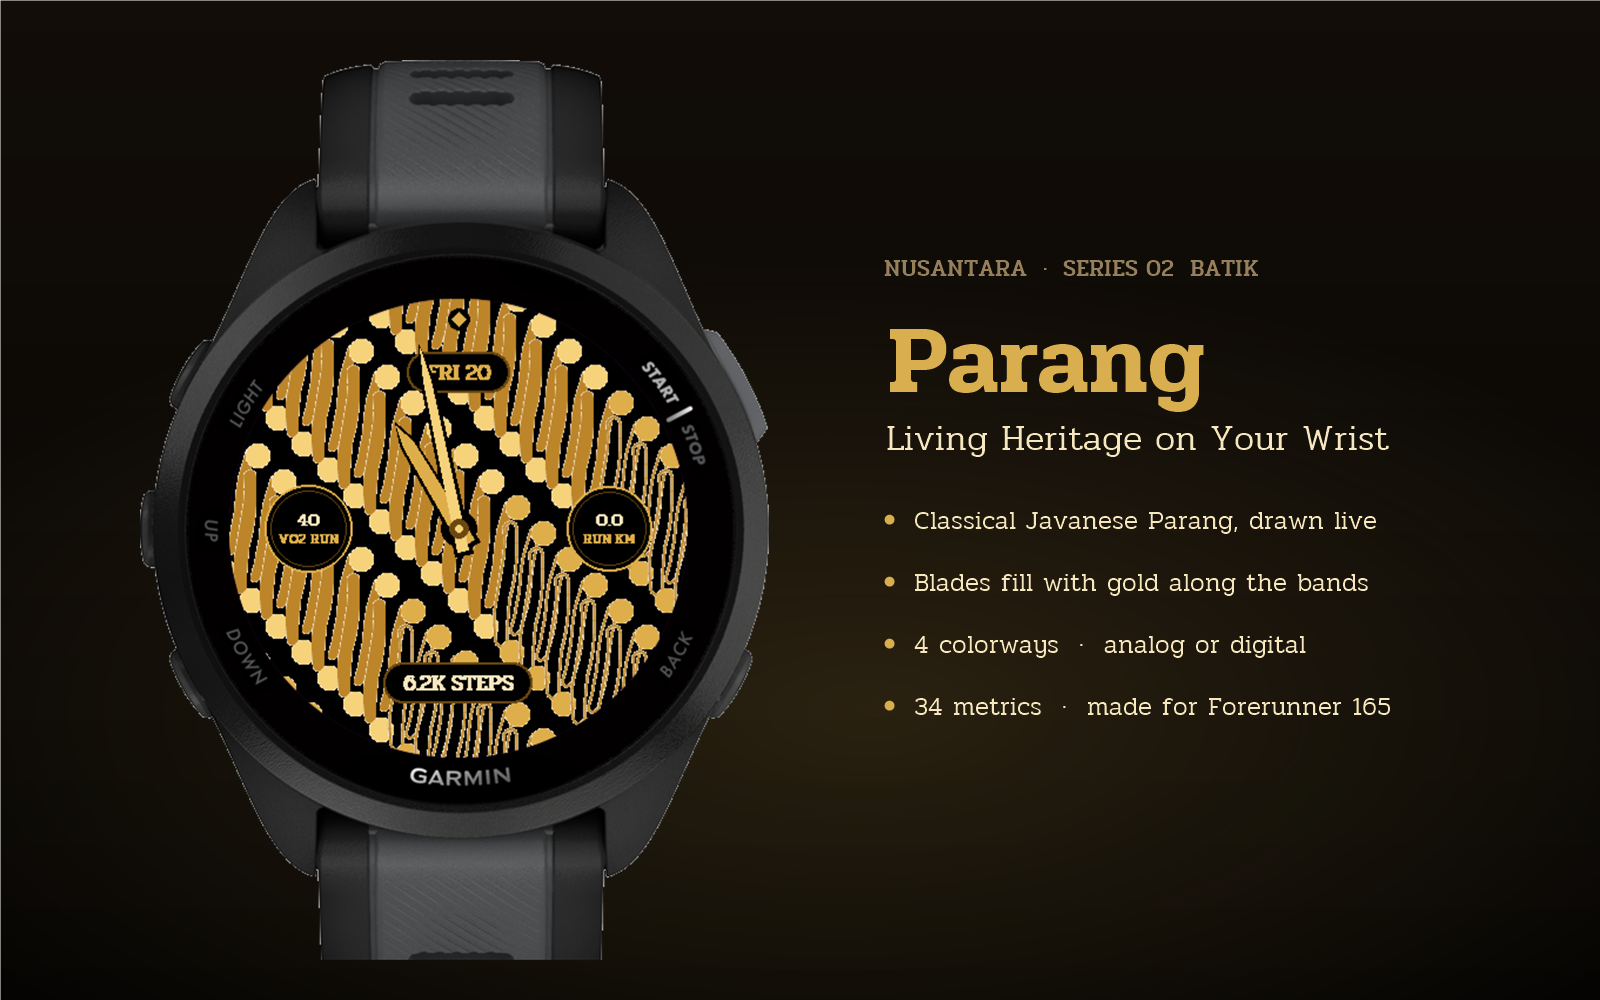 NUSANTARA · SERIES 02 BATIK
Parang
Living Heritage on Your Wrist
Classical Javanese Parang, drawn live
Blades fill with gold along the bands
4 colorways · analog or digital
34 metrics · made for Forerunner 165
FRI 20
START
STOP
LIGHT
UP
DOWN
BACK
40
VO2 RUN
0.0
RUN KM
6.2K STEPS
GARMIN